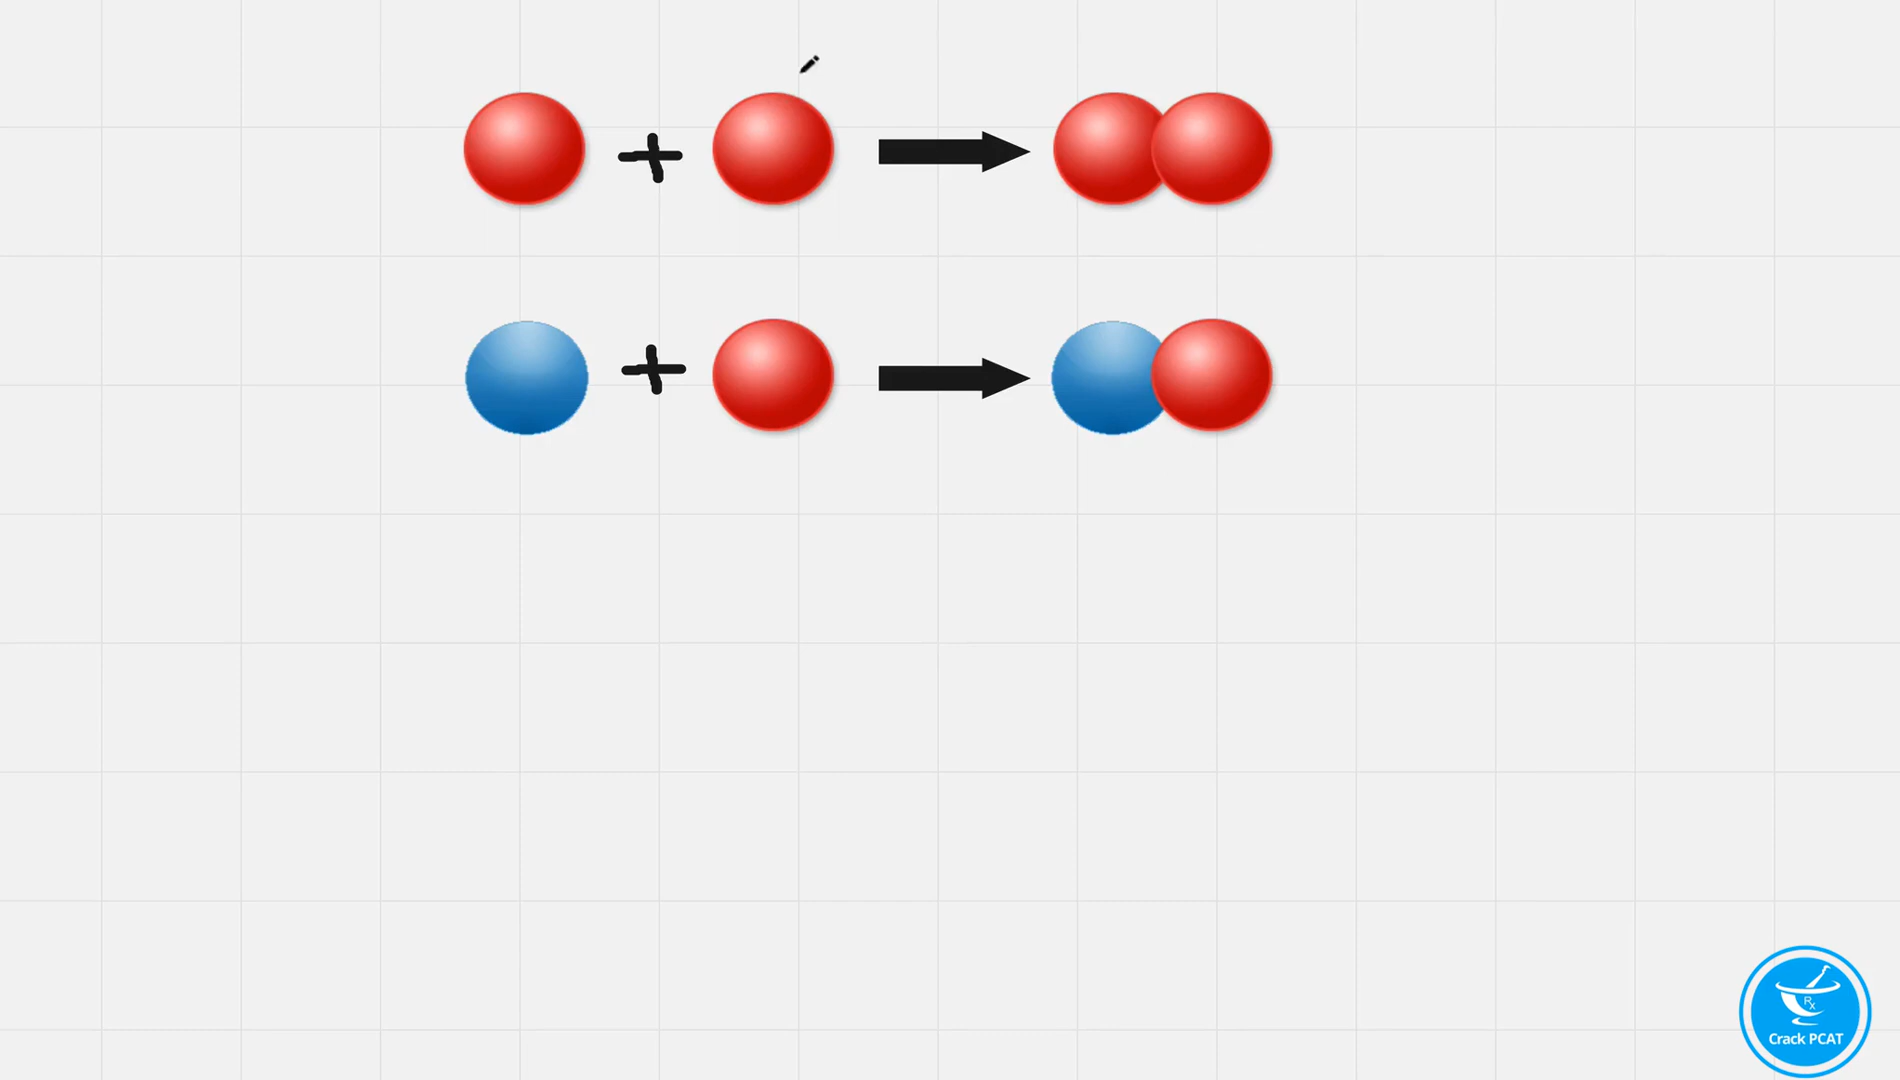 +
+
Rx
Crack PCAT